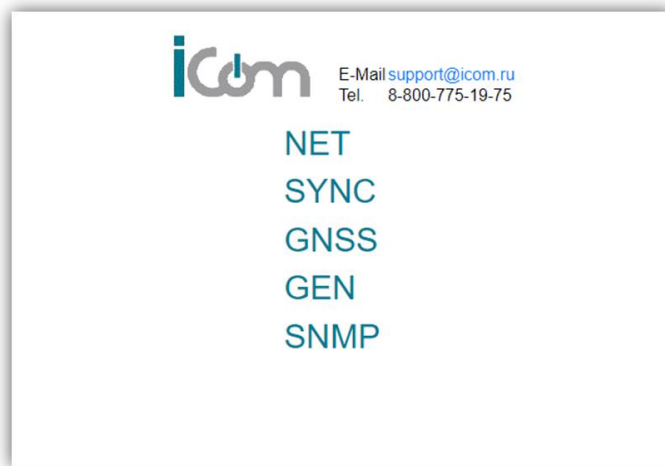 iCom
E-Mail support@icom.ru
Tel. 8-800-775-19-75
NET
SYNC
GNSS
GEN
SNMP